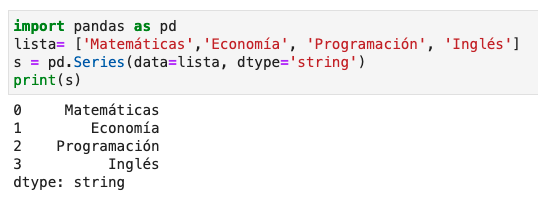 import pandas as pd
lista= ['Matemáticas','Economía', 'Programación', 'Inglés']
s = pd.Series(data=lista, dtype='string')
print(s)
0     Matemáticas
1        Economía
2    Programación
3          Inglés
dtype: string